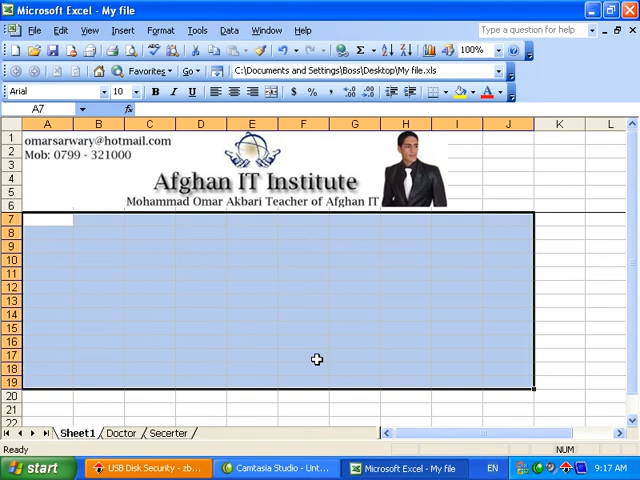 Microsoft Excel - My file
File Edit View Insert Format Tools Data Window Help
Type a question for help
100%
Favorites Go C:\Documents and Settings\Boss\Desktop\My file.xls
Arial 10 B I U $ % , .00
A7 fx
A B C D E F G H I J K L
1
omarsarwary@hotmail.com
2
Mob: 0799 - 321000
3
4
Afghan IT Institute
5
Mohammad Omar Akbari Teacher of Afghan IT
6
7
8
9
10
11
12
13
14
15
16
17
18
19
20
21
22
Sheet1 Doctor Secerter
Ready NUM
start USB Disk Security - zb... Camtasia Studio - Unt... Microsoft Excel - My file EN 9:17 AM